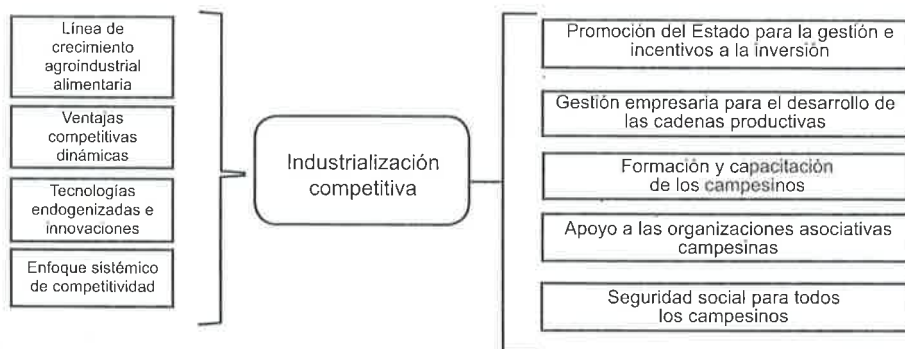 Línea de
crecimiento
agroindustrial
alimentaria
Ventajas
competitivas
dinámicas
Tecnologías
endogenizadas e
innovaciones
Enfoque sistémico
de competitividad
Industrialización
competitiva
Promoción del Estado para la gestión e
incentivos a la inversión
Gestión empresaria para el desarrollo de
las cadenas productivas
Formación y capacitación
de los campesinos
Apoyo a las organizaciones asociativas
campesinas
Seguridad social para todos
los campesinos